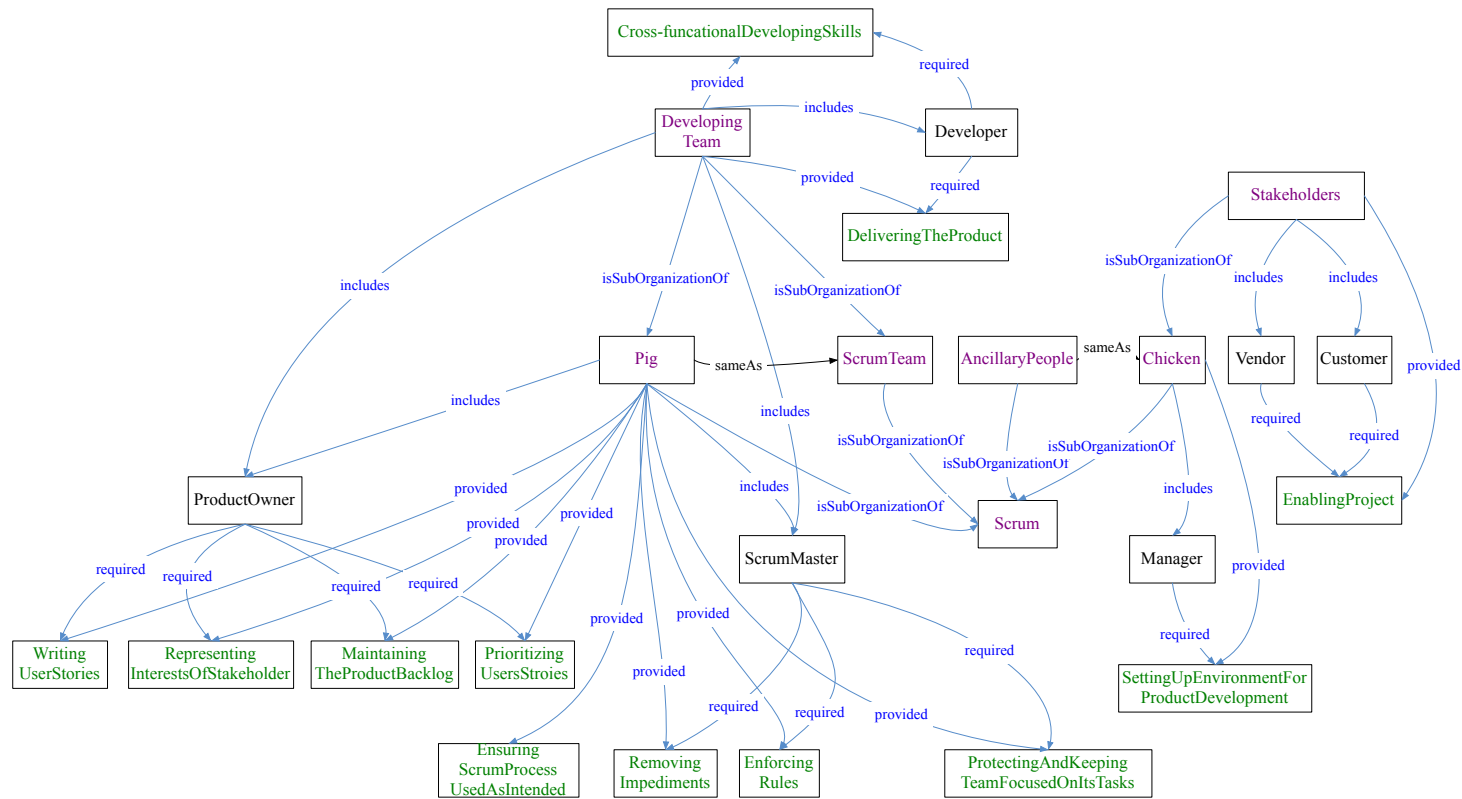 Cross-funcationalDevelopingSkills
provided
required
includes
Developing
Team
Developer
provided
required
Stakeholders
DeliveringTheProduct
includes
isSubOrganizationOf
isSubOrganizationOf
isSubOrganizationOf
includes
includes
Pig
sameAs
ScrumTeam
AncillaryPeople
sameAs
Chicken
Vendor
Customer
provided
includes
includes
required
required
isSubOrganizationOf
isSubOrganizationOf
isSubOrganizationOf
ProductOwner
provided
includes
isSubOrganizationOf
includes
EnablingProject
provided
provided
provided
Scrum
ScrumMaster
Manager
required
required
required
required
provided
provided
provided
required
required
provided
Writing
UserStories
Representing
InterestsOfStakeholder
Maintaining
TheProductBacklog
Prioritizing
UsersStroies
provided
required
required
provided
SettingUpEnvironmentFor
ProductDevelopment
Ensuring
ScrumProcess
UsedAsIntended
Removing
Impediments
Enforcing
Rules
ProtectingAndKeeping
TeamFocusedOnItsTasks